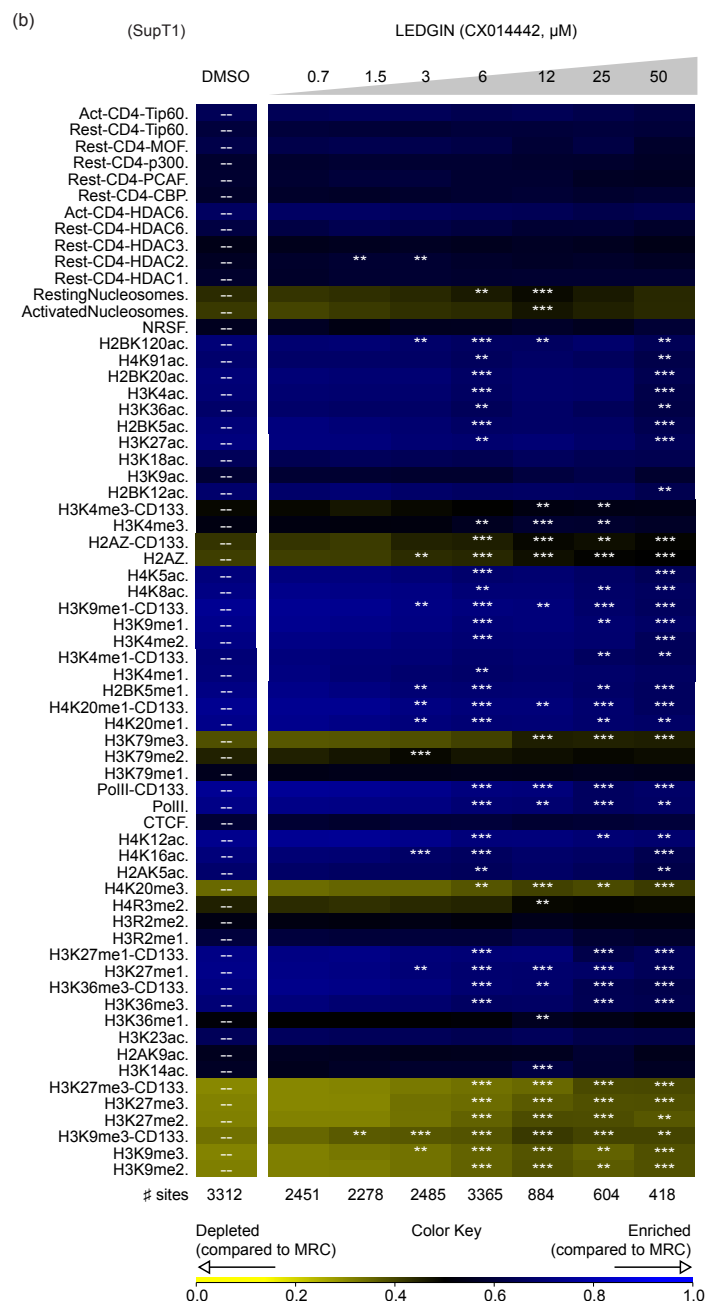 (b)
(SupT1) LEDGIN (CX014442, µM)
DMSO 0.7 1.5 3 6 12 25 50
Act-CD4-Tip60. --
Rest-CD4-Tip60. --
Rest-CD4-MOF. --
Rest-CD4-p300. --
Rest-CD4-PCAF. --
Rest-CD4-CBP. --
Act-CD4-HDAC6. --
Rest-CD4-HDAC6. --
Rest-CD4-HDAC3. --
Rest-CD4-HDAC2. -- ** **
Rest-CD4-HDAC1. --
RestingNucleosomes. -- ** ***
ActivatedNucleosomes. -- ***
NRSF. --
H2BK120ac. -- ** *** ** **
H4K91ac. -- ** **
H2BK20ac. -- *** ***
H3K4ac. -- *** ***
H3K36ac. -- ** **
H2BK5ac. -- *** ***
H3K27ac. -- ** ***
H3K18ac. --
H3K9ac. --
H2BK12ac. -- **
H3K4me3-CD133. -- ** **
H3K4me3. -- ** *** **
H2AZ-CD133. -- *** *** ** ***
H2AZ. -- ** *** *** *** ***
H4K5ac. -- *** ***
H4K8ac. -- ** ** ***
H3K9me1-CD133. -- ** *** ** *** ***
H3K9me1. -- *** ** ***
H3K4me2. -- *** ***
H3K4me1-CD133. -- ** **
H3K4me1. -- **
H2BK5me1. -- ** *** ** ***
H4K20me1-CD133. -- ** *** ** *** ***
H4K20me1. -- ** *** ** **
H3K79me3. -- *** *** ***
H3K79me2. -- ***
H3K79me1. --
PolII-CD133. -- *** *** *** ***
PolII. -- *** ** *** **
CTCF. --
H4K12ac. -- *** ** **
H4K16ac. -- *** *** ***
H2AK5ac. -- ** **
H4K20me3. -- ** *** ** ***
H4R3me2. -- **
H3R2me2. --
H3R2me1. --
H3K27me1-CD133. -- *** *** ***
H3K27me1. -- ** *** *** *** ***
H3K36me3-CD133. -- *** ** *** ***
H3K36me3. -- *** *** ***
H3K36me1. -- **
H3K23ac. --
H2AK9ac. --
H3K14ac. -- ***
H3K27me3-CD133. -- *** *** *** ***
H3K27me3. -- *** *** *** ***
H3K27me2. -- *** *** *** **
H3K9me3-CD133. -- ** *** *** *** *** **
H3K9me3. -- ** *** *** ** ***
H3K9me2. -- *** *** ** ***
♯ sites 3312 2451 2278 2485 3365 884 604 418
Depleted Color Key Enriched
(compared to MRC) (compared to MRC)
0.0 0.2 0.4 0.6 0.8 1.0